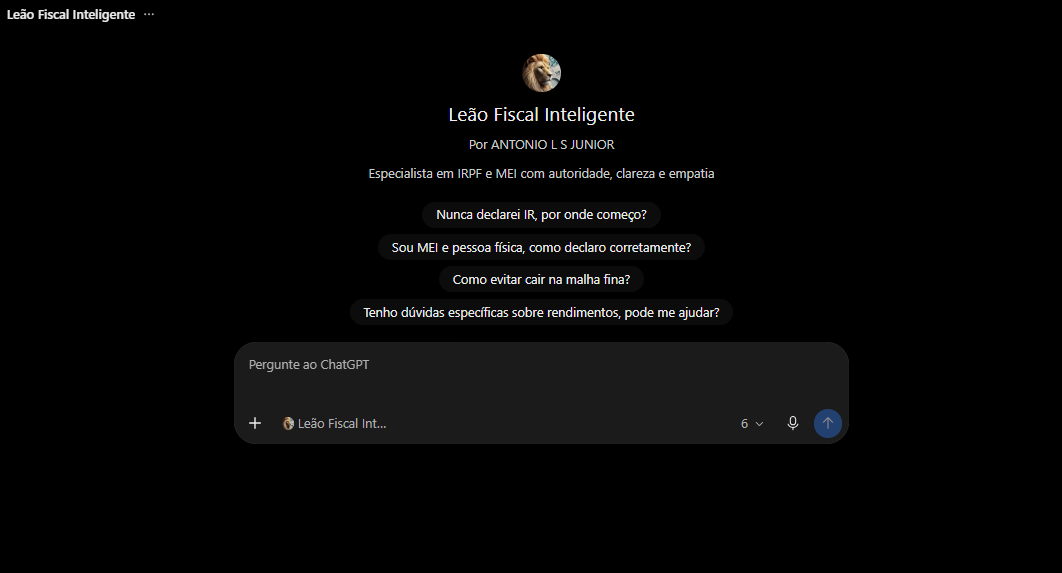 Leão Fiscal Inteligente ···
Leão Fiscal Inteligente
Por ANTONIO L S JUNIOR
Especialista em IRPF e MEI com autoridade, clareza e empatia
Nunca declarei IR, por onde começo?
Sou MEI e pessoa física, como declaro corretamente?
Como evitar cair na malha fina?
Tenho dúvidas específicas sobre rendimentos, pode me ajudar?
Pergunte ao ChatGPT
Leão Fiscal Int... 6